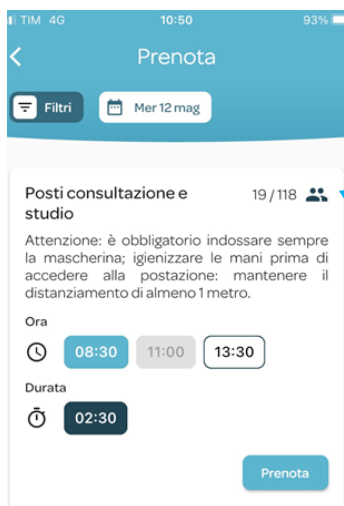 TIM 4G 10:50 93%
Prenota
Filtri Mer 12 mag
Posti consultazione e 19/118
studio
Attenzione: è obbligatorio indossare sempre
la mascherina; igienizzare le mani prima di
accedere alla postazione: mantenere il
distanziamento di almeno 1 metro.
Ora
08:30 11:00 13:30
Durata
02:30
Prenota